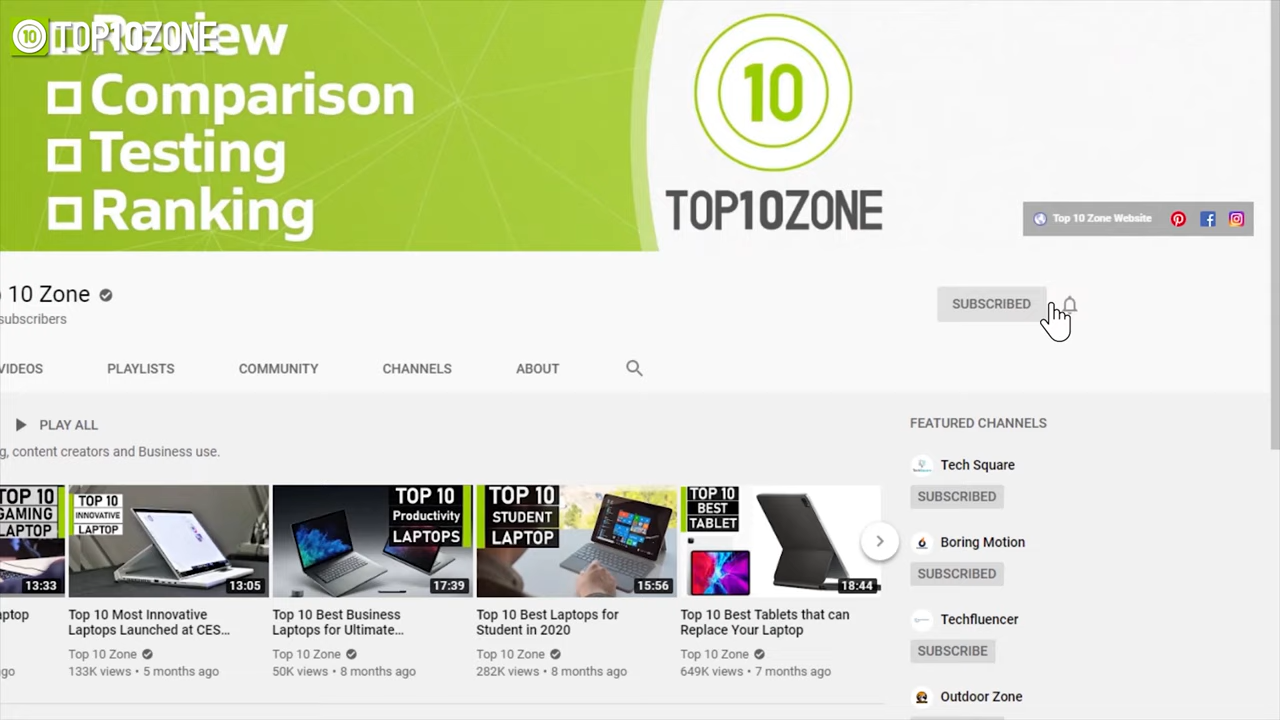 TOP10ZONE
Review
Comparison
Testing
Ranking
10
TOP10ZONE
Top 10 Zone Website
10 Zone
subscribers
SUBSCRIBED
VIDEOS
PLAYLISTS
COMMUNITY
CHANNELS
ABOUT
PLAY ALL
g, content creators and Business use.
FEATURED CHANNELS
Tech Square
SUBSCRIBED
Boring Motion
SUBSCRIBED
Techfluencer
SUBSCRIBE
Outdoor Zone
TOP 10
GAMING
LAPTOP
13:33
aptop
go
TOP 10
INNOVATIVE
LAPTOP
13:05
Top 10 Most Innovative
Laptops Launched at CES...
Top 10 Zone
133K views • 5 months ago
TOP 10
Productivity
LAPTOPS
17:39
Top 10 Best Business
Laptops for Ultimate...
Top 10 Zone
50K views • 8 months ago
TOP 10
STUDENT
LAPTOP
15:56
Top 10 Best Laptops for
Student in 2020
Top 10 Zone
282K views • 8 months ago
TOP 10
BEST
TABLET
18:44
Top 10 Best Tablets that can
Replace Your Laptop
Top 10 Zone
649K views • 7 months ago